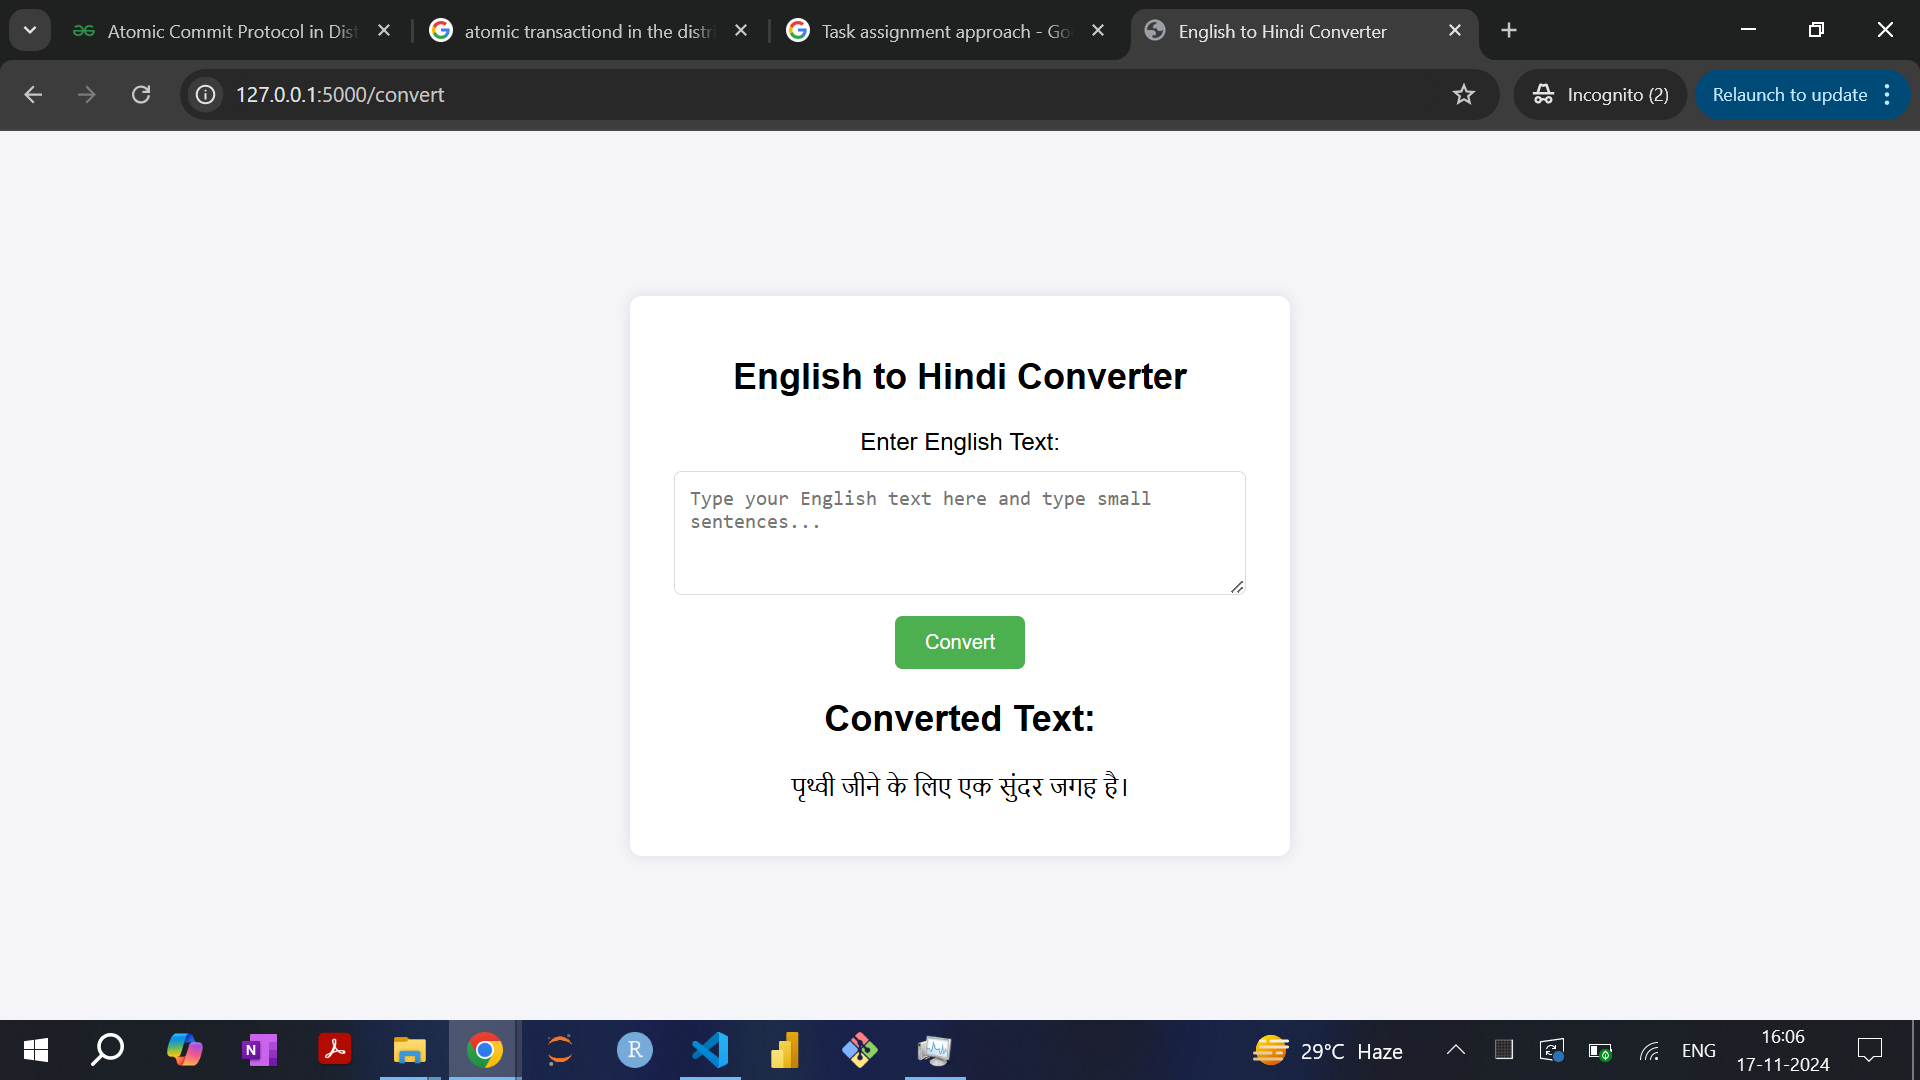 Atomic Commit Protocol in Dist
atomic transactiond in the distri
Task assignment approach - Goo
English to Hindi Converter
127.0.0.1:5000/convert
Incognito (2)
Relaunch to update
English to Hindi Converter
Enter English Text:
Type your English text here and type small
sentences...
Convert
Converted Text:
पृथ्वी जीने के लिए एक सुंदर जगह है।
N
R
29°C Haze
ENG
16:06
17-11-2024